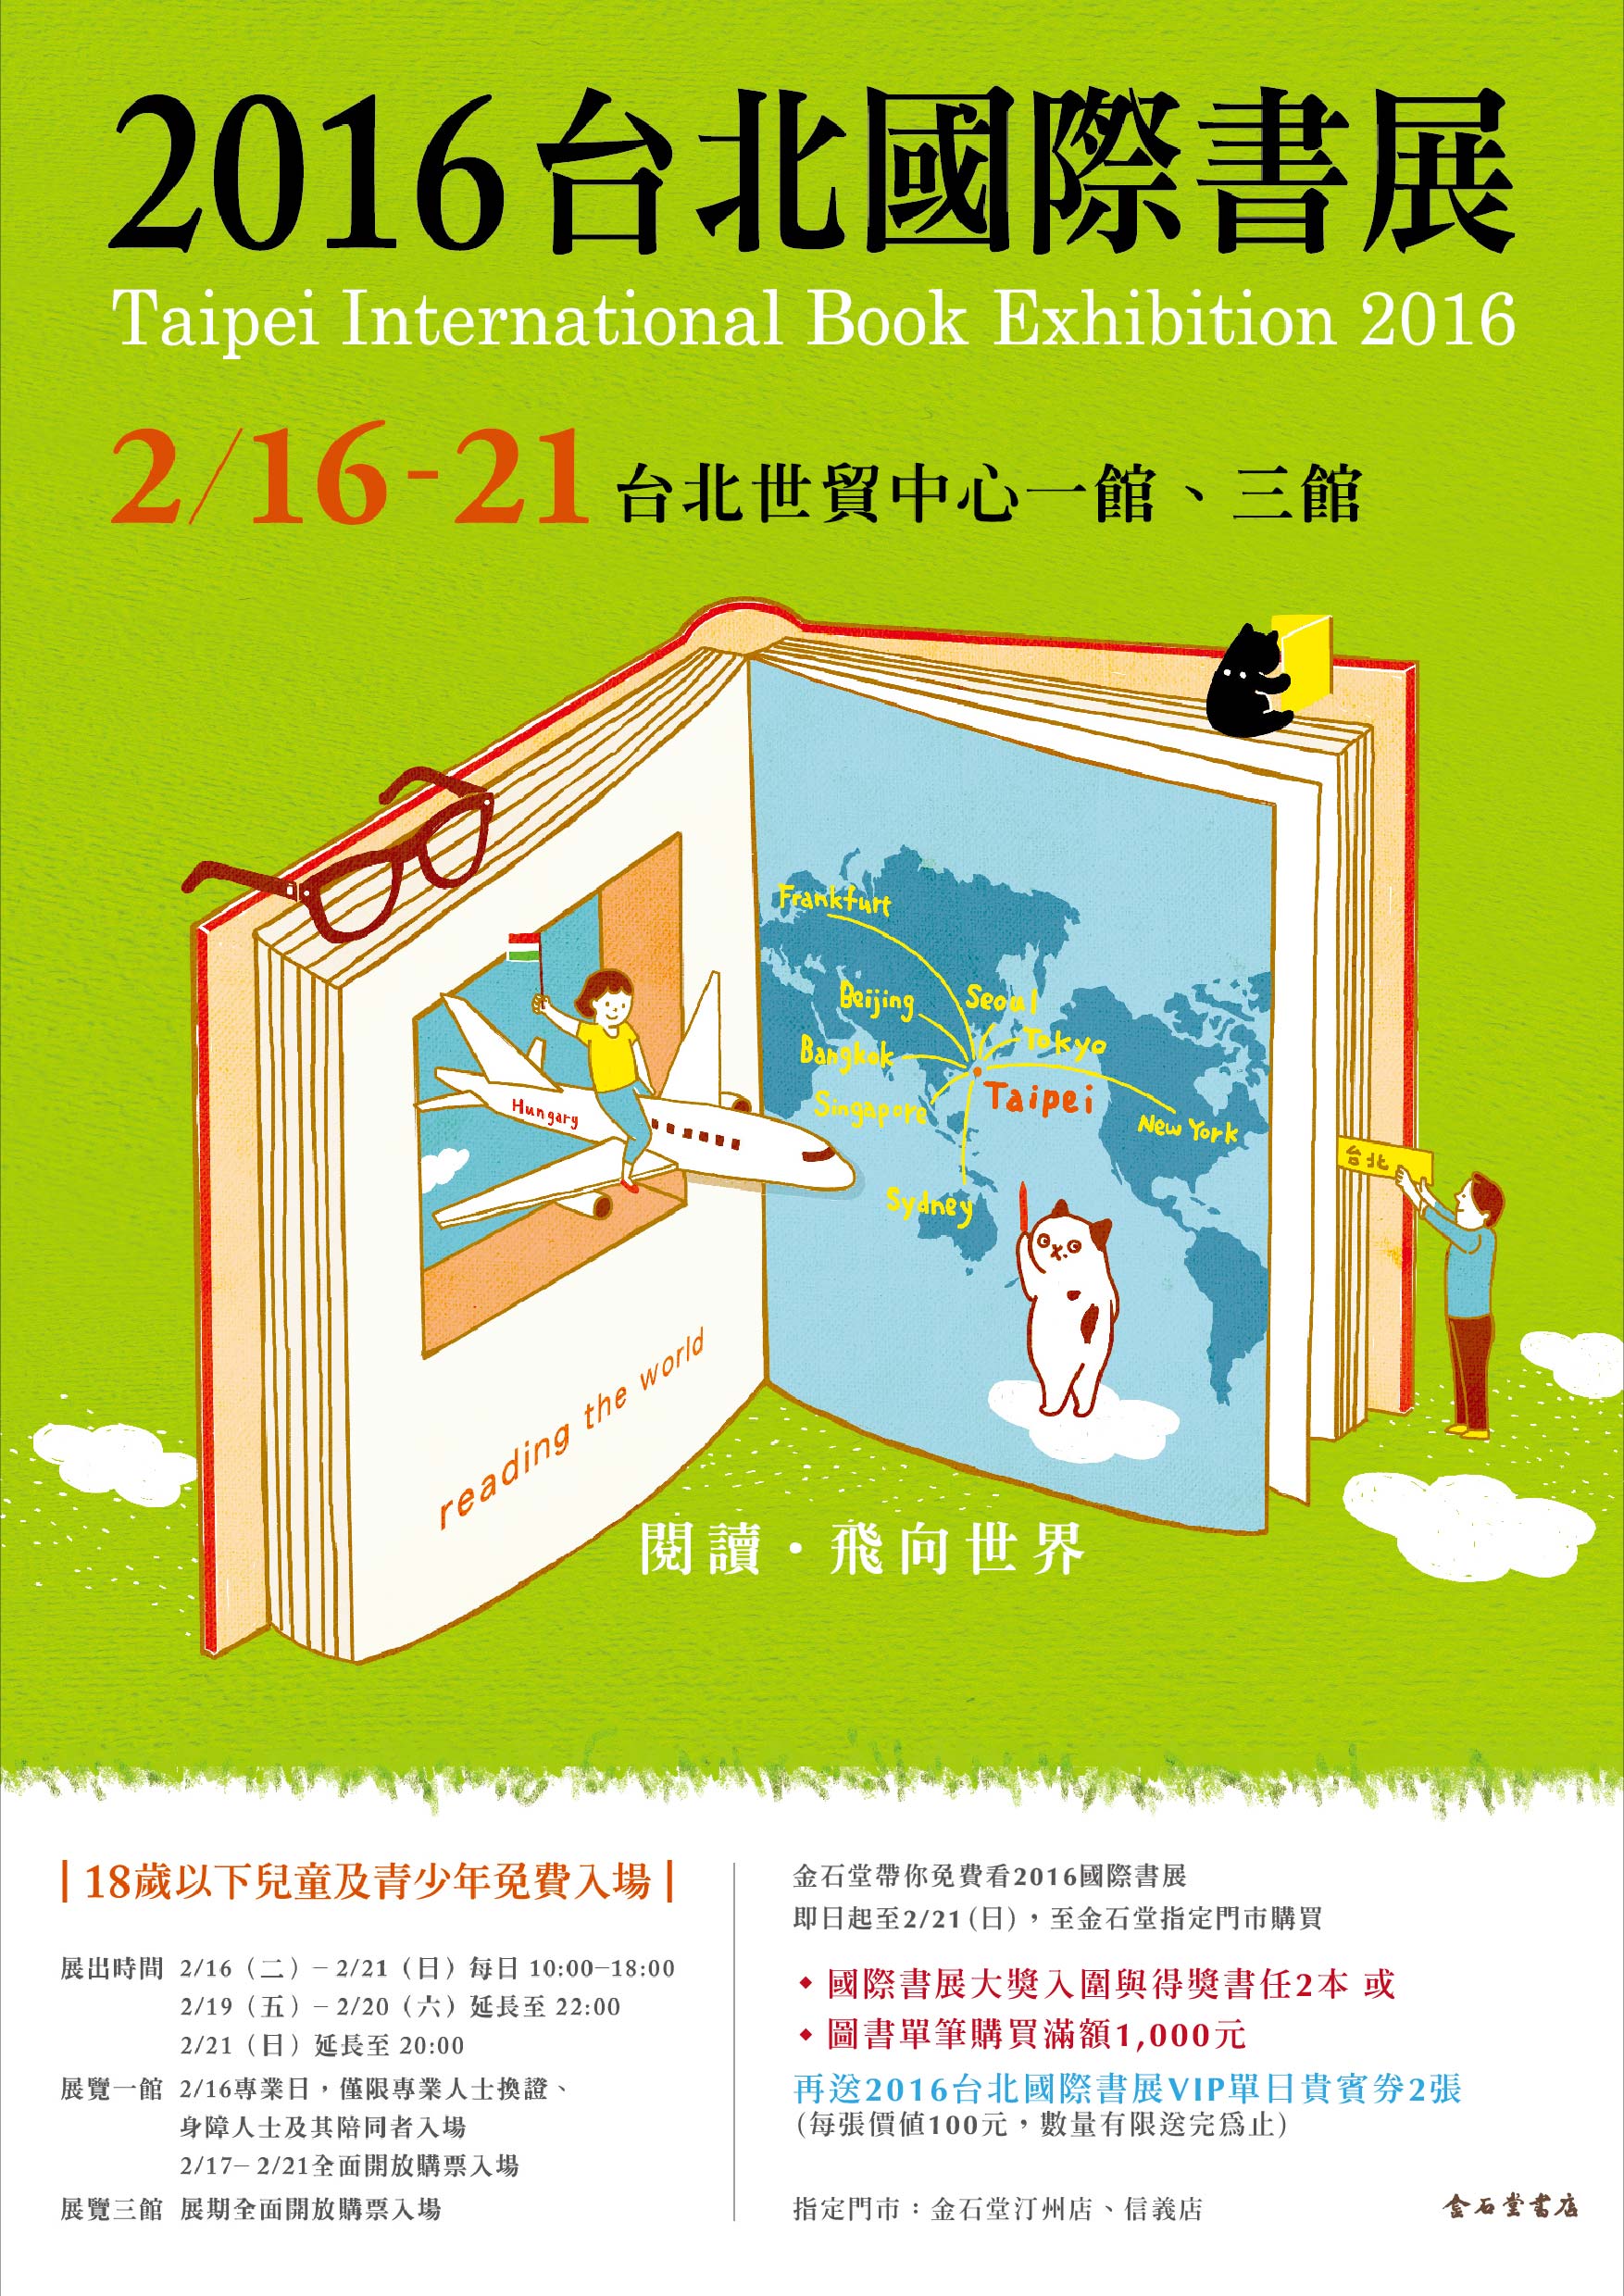 2016台北國際書展
Taipei International Book Exhibition 2016
2/16-21 台北世貿中心一館、三館
Frankfurt
Beijing
Seoul
Tokyo
Bangkok
Singapore
Taipei
New York
Sydney
Hungary
台北
reading the world
閱讀・飛向世界
|18歲以下兒童及青少年免費入場|
展出時間 2/16（二）– 2/21（日）每日 10:00–18:00
2/19（五）– 2/20（六）延長至 22:00
2/21（日）延長至 20:00
展覽一館 2/16專業日，僅限專業人士換證、
身障人士及其陪同者入場
2/17– 2/21全面開放購票入場
展覽三館 展期全面開放購票入場
金石堂帶你免費看2016國際書展
即日起至2/21(日)，至金石堂指定門市購買
◆ 國際書展大獎入圍與得獎書任2本 或
◆ 圖書單筆購買滿額1,000元
再送2016台北國際書展VIP單日貴賓券2張
(每張價值100元，數量有限送完為止)
指定門市：金石堂汀州店、信義店
金石堂書店